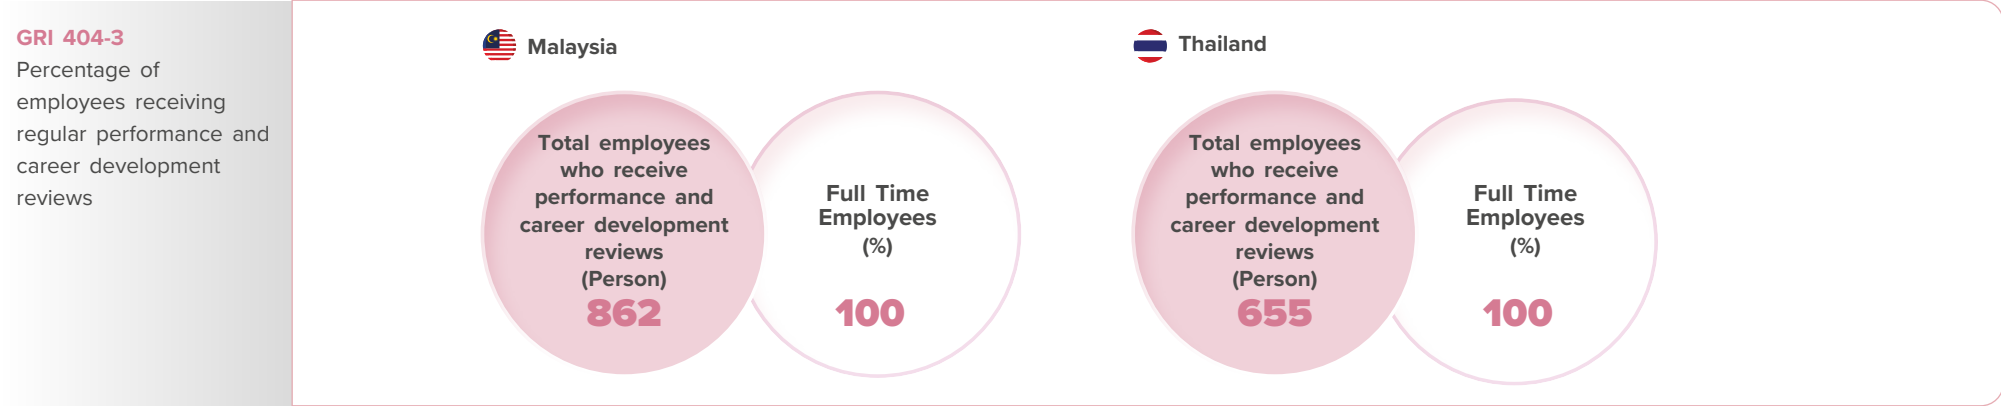 GRI 404-3
Percentage of
employees receiving
regular performance and
career development
reviews
Malaysia
Total employees
who receive
performance and
career development
reviews
(Person)
862
Full Time
Employees
(%)
100
Thailand
Total employees
who receive
performance and
career development
reviews
(Person)
655
Full Time
Employees
(%)
100